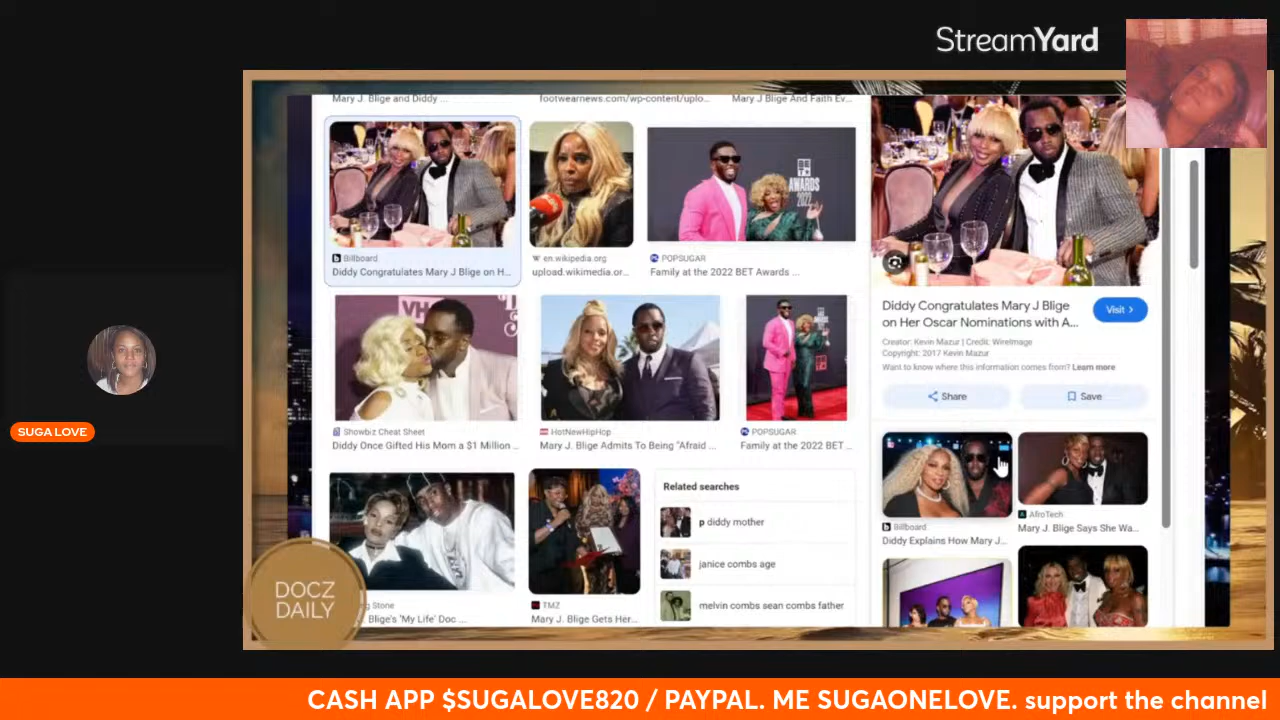 StreamYard
Mary J. Blige and Diddy ...
footwearnews.com/wp-content/uplo...
Mary J Blige And Faith Ev...
BET
AWARDS
2022
Billboard
Diddy Congratulates Mary J Blige on H...
W en.wikipedia.org
upload.wikimedia.or...
POPSUGAR
Family at the 2022 BET Awards ...
Diddy Congratulates Mary J Blige
on Her Oscar Nominations with A...
Visit >
Creator: Kevin Mazur | Credit: WireImage
Copyright: 2017 Kevin Mazur
Want to know where this information comes from? Learn more
Share
Save
VH
Showbiz Cheat Sheet
Diddy Once Gifted His Mom a $1 Million ...
HotNewHipHop
Mary J. Blige Admits To Being "Afraid ...
POPSUGAR
Family at the 2022 BET ...
SUGA LOVE
Related searches
p diddy mother
janice combs age
melvin combs sean combs father
Billboard
Diddy Explains How Mary J...
AfroTech
Mary J. Blige Says She Wa...
DOCZ
DAILY
g Stone
Blige's 'My Life' Doc ...
TMZ
Mary J. Blige Gets Her...
CASH APP $SUGALOVE820 / PAYPAL. ME SUGAONELOVE. support the channel